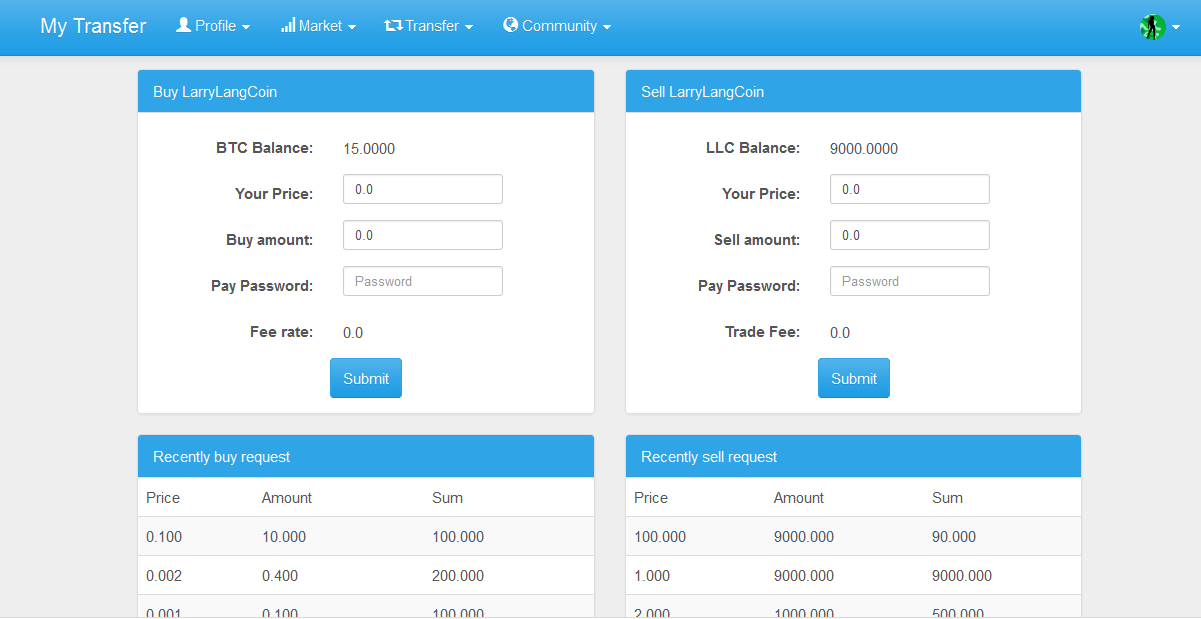 My Transfer Profile Market Transfer Community
Buy LarryLangCoin
BTC Balance: 15.0000
Your Price: 0.0
Buy amount: 0.0
Pay Password: Password
Fee rate: 0.0
Submit
Sell LarryLangCoin
LLC Balance: 9000.0000
Your Price: 0.0
Sell amount: 0.0
Pay Password: Password
Trade Fee: 0.0
Submit
Recently buy request
Price Amount Sum
0.100 10.000 100.000
0.002 0.400 200.000
0.001 0.100 100.000
Recently sell request
Price Amount Sum
100.000 9000.000 90.000
1.000 9000.000 9000.000
2.000 1000.000 500.000